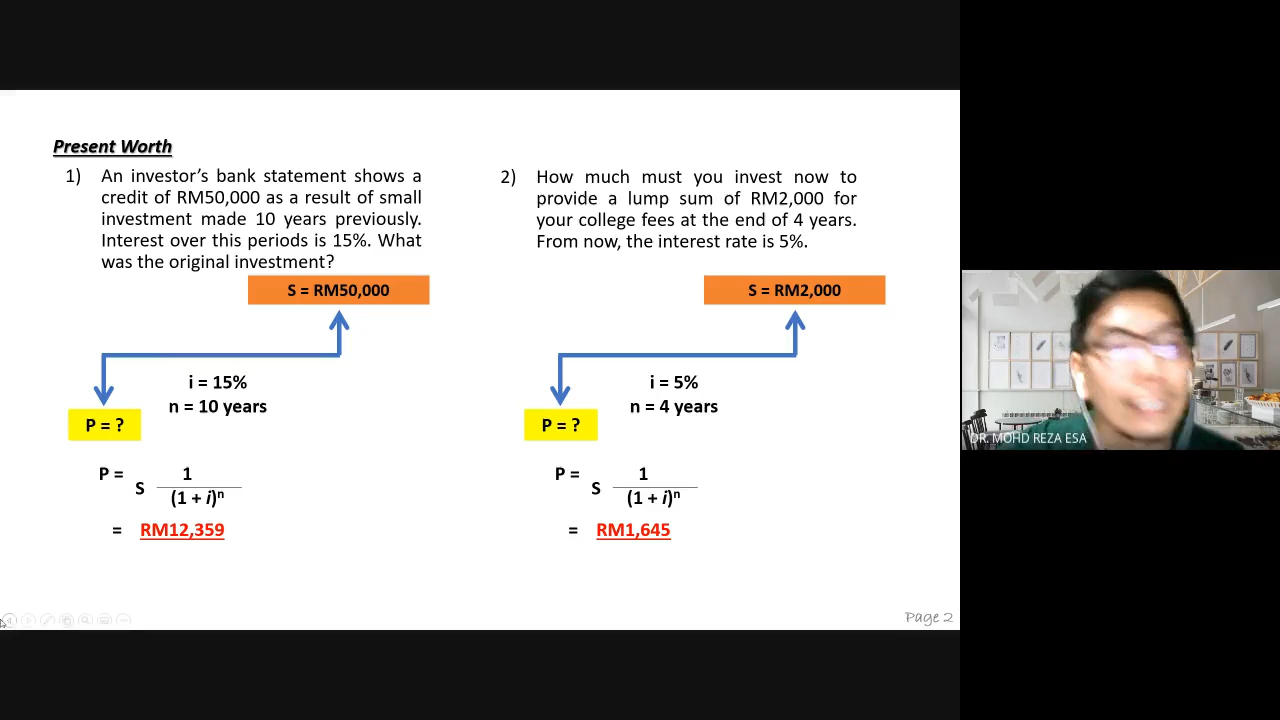 Present Worth
1) An investor's bank statement shows a
credit of RM50,000 as a result of small
investment made 10 years previously.
Interest over this periods is 15%. What
was the original investment?
S = RM50,000
i = 15%
n = 10 years
P = ?
P = S 1
(1 + i)ⁿ
= RM12,359
2) How much must you invest now to
provide a lump sum of RM2,000 for
your college fees at the end of 4 years.
From now, the interest rate is 5%.
S = RM2,000
i = 5%
n = 4 years
P = ?
P = S 1
(1 + i)ⁿ
= RM1,645
Page 2
DR. MOHD REZA ESA